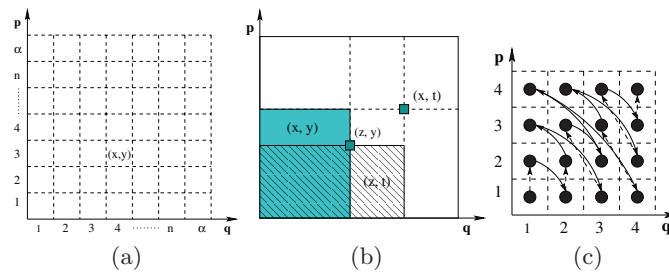 p
α
n
4
3
2
1
(x,y)
1 2 3 4 n α q
(a)
p
(x, t)
(x, y)
(z, y)
(z, t)
q
(b)
p
4
3
2
1
1 2 3 4 q
(c)